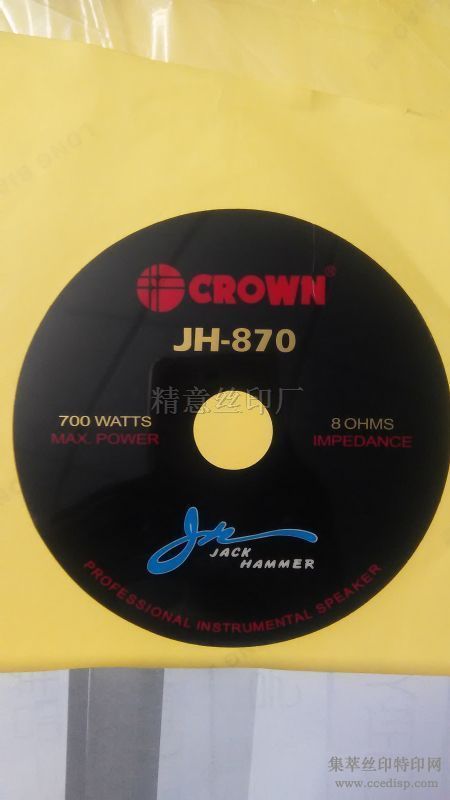 CROWN®
JH-870
精意丝印厂
700 WATTS
MAX. POWER
8 OHMS
IMPEDANCE
JACK
HAMMER
PROFESSIONAL INSTRUMENTAL SPEAKER
集萃丝印特印网
www.ccedisp.com